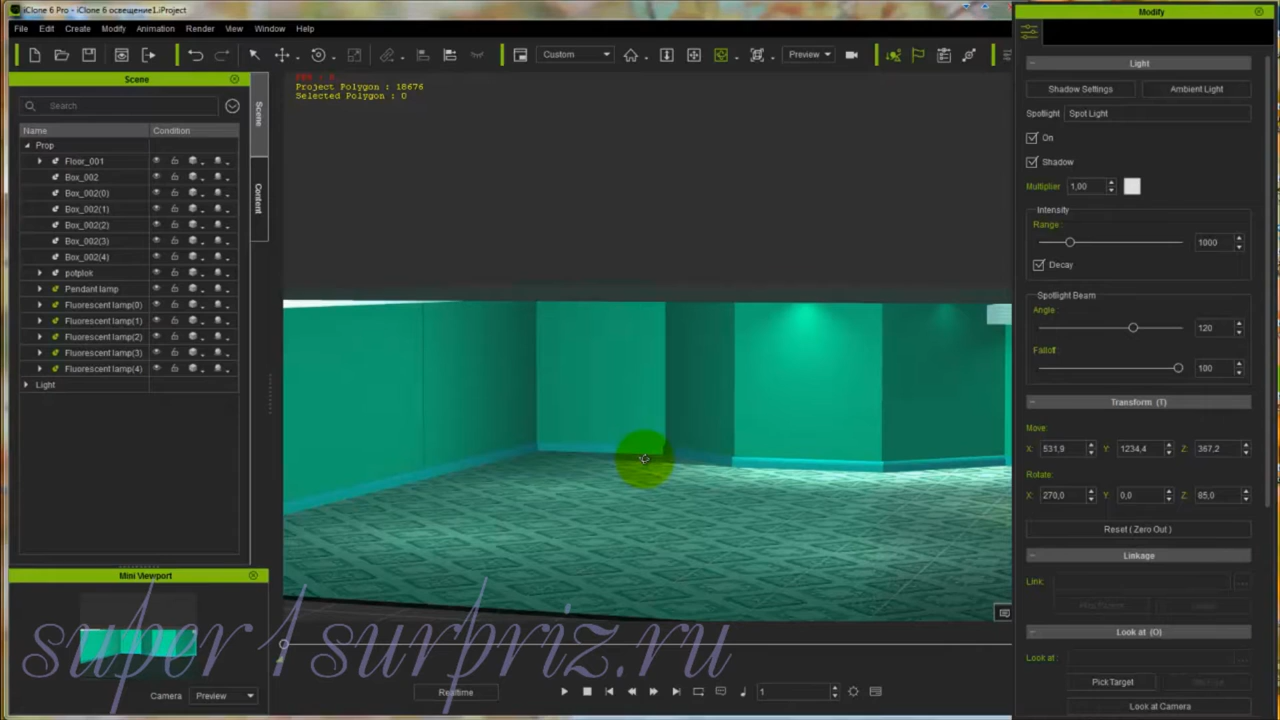 iClone 6 Pro - iClone 6 освещение1.iProject
File Edit Create Modify Animation Render View Window Help
Custom
Preview
Scene
Search
Name Condition
Prop
Floor_001
Box_002
Box_002(0)
Box_002(1)
Box_002(2)
Box_002(3)
Box_002(4)
potplok
Pendant lamp
Fluorescent lamp(0)
Fluorescent lamp(1)
Fluorescent lamp(2)
Fluorescent lamp(3)
Fluorescent lamp(4)
Light
Scene
Content
Project Polygon : 18676
Selected Polygon : 0
Mini Viewport
Camera Preview
super1surpriz.ru
Realtime
1
Modify
Light
Shadow Settings Ambient Light
Spotlight Spot Light
On
Shadow
Multiplier 1,00
Intensity
Range:
1000
Decay
Spotlight Beam
Angle :
120
Falloff :
100
Transform (T)
Move:
X: 531,9 Y: 1234,4 Z: 367,2
Rotate:
X: 270,0 Y: 0,0 Z: 85,0
Reset ( Zero Out )
Linkage
Link:
Look at (O)
Look at :
Pick Target
Look at Camera